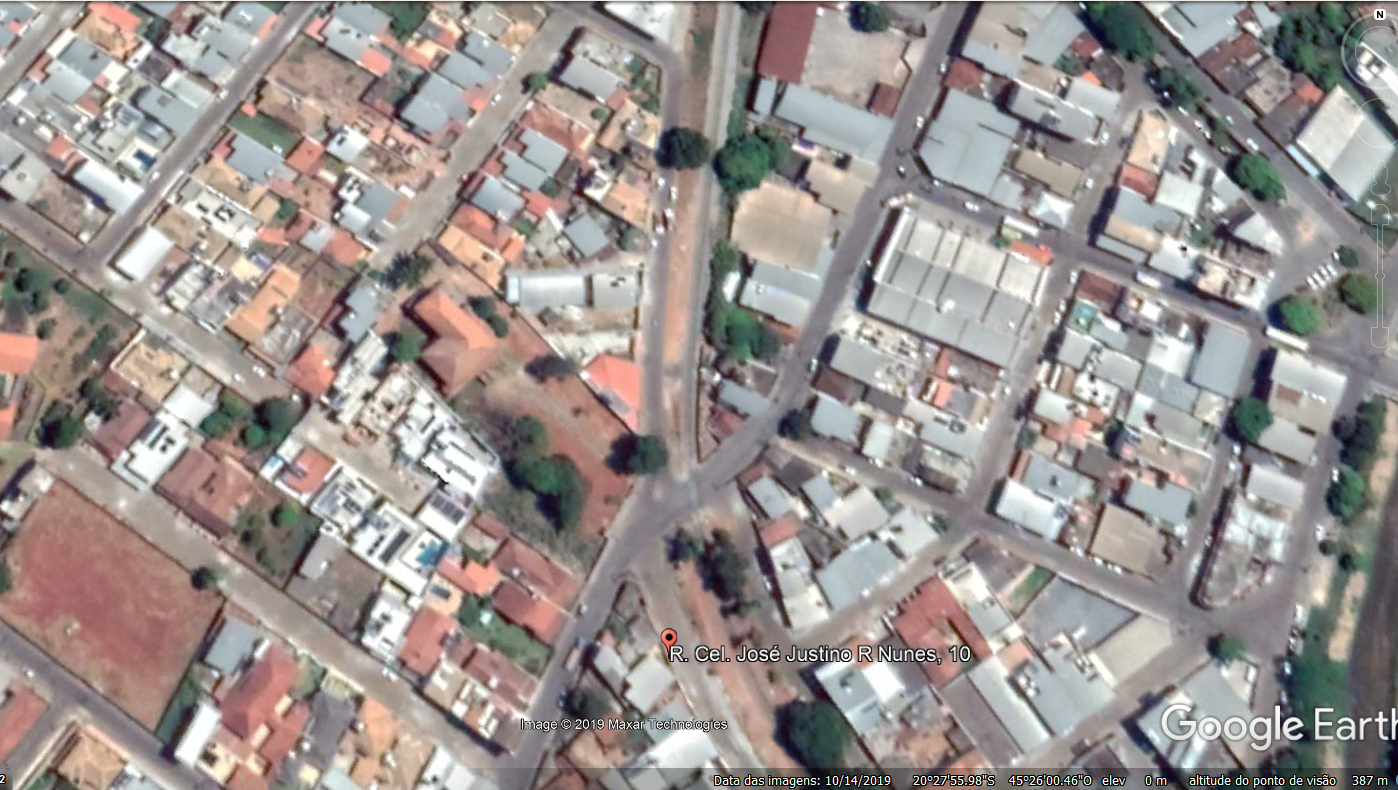 N
R. Cel. José Justino R Nunes, 10
Image © 2019 Maxar Technologies
Google Earth
2
Data das imagens: 10/14/2019 20°27'55.98"S 45°26'00.46"O elev 0 m altitude do ponto de visão 387 m